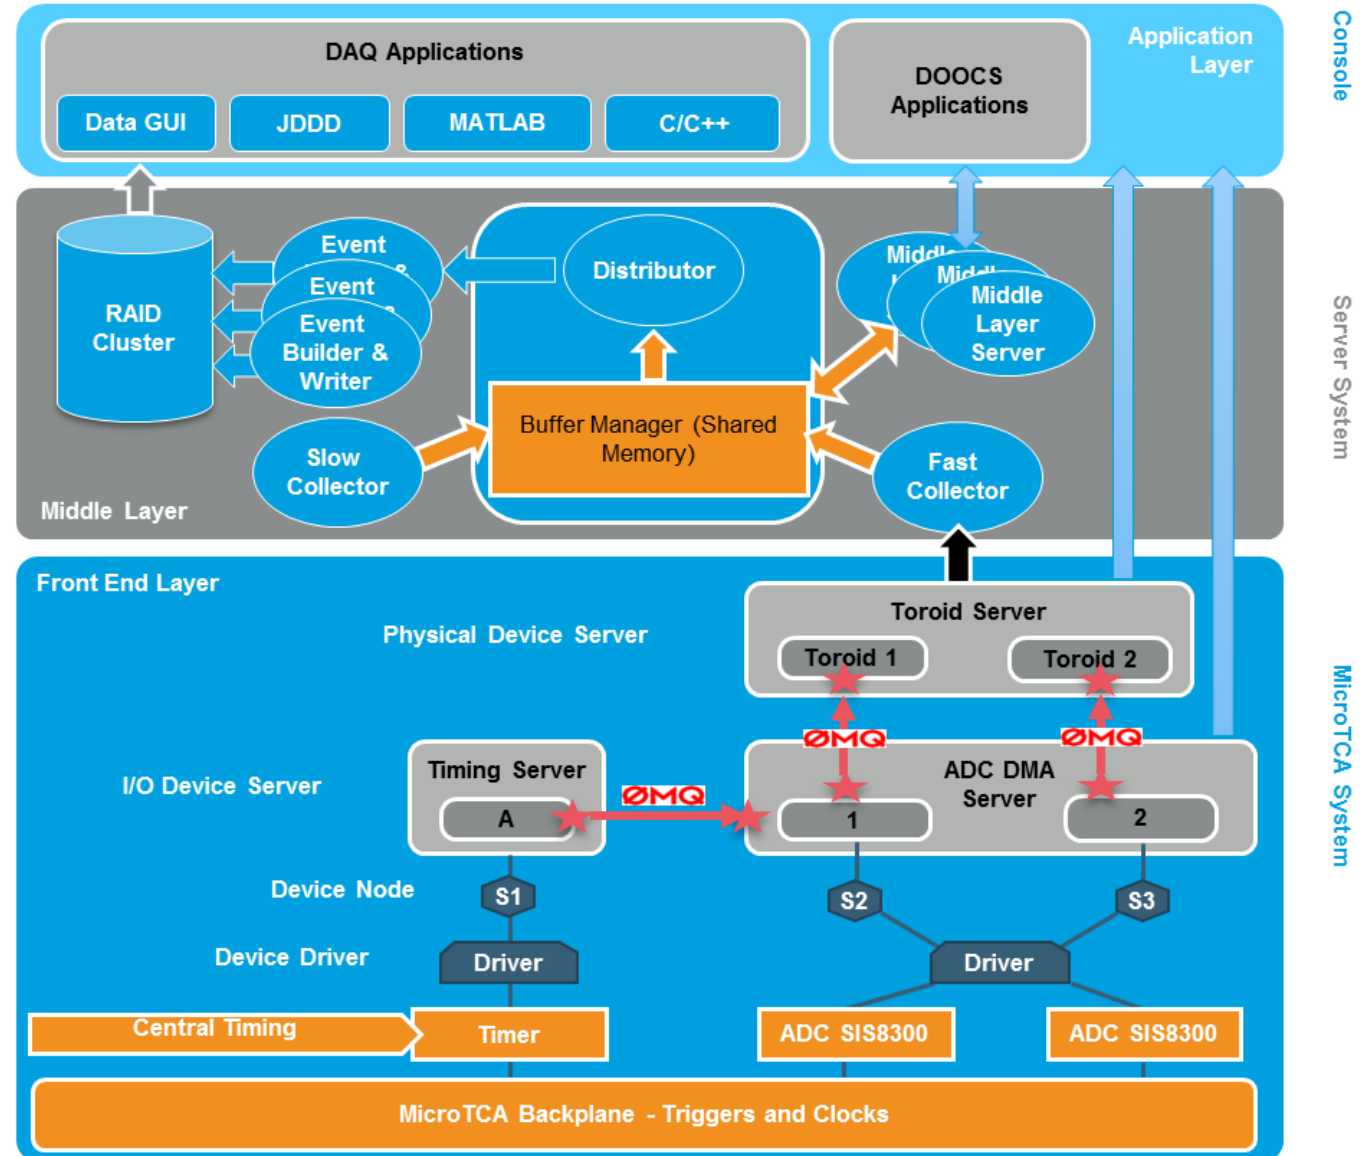 Console
Application
Layer
DAQ Applications
DOOCS
Applications
Data GUI
JDDD
MATLAB
C/C++
Server System
RAID
Cluster
Event
&
Event
Event
Builder &
Writer
Distributor
Middle
Middle
Middle
Layer
Server
Buffer Manager (Shared
Memory)
Slow
Collector
Fast
Collector
Middle Layer
MicroTCA System
Front End Layer
Physical Device Server
Toroid Server
Toroid 1
Toroid 2
ØMQ
ØMQ
I/O Device Server
Timing Server
A
ØMQ
ADC DMA
Server
1
2
Device Node
S1
S2
S3
Device Driver
Driver
Driver
Central Timing
Timer
ADC SIS8300
ADC SIS8300
MicroTCA Backplane - Triggers and Clocks